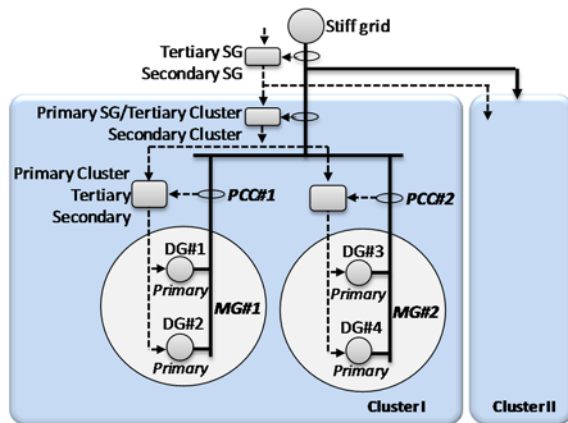 Stiff grid
Tertiary SG
Secondary SG
Primary SG/Tertiary Cluster
Secondary Cluster
Primary Cluster
Tertiary
Secondary
PCC#1
PCC#2
DG#1
Primary
MG#1
DG#2
Primary
DG#3
Primary
MG#2
DG#4
Primary
Cluster I
Cluster II